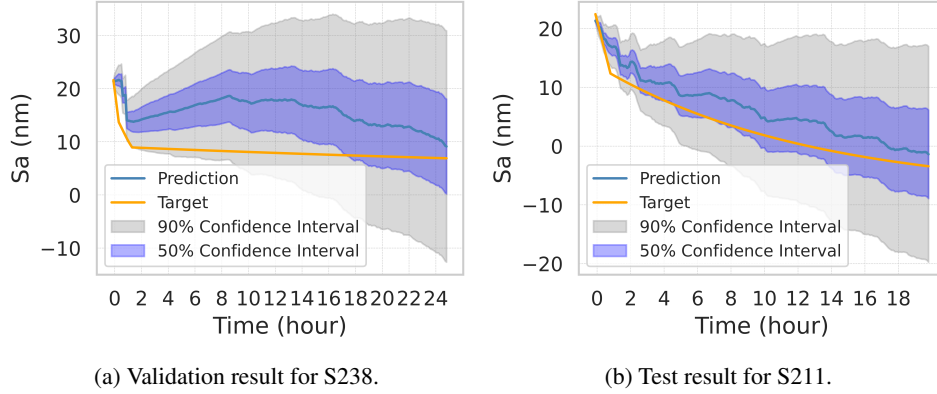 30
20
10
0
−10
Sa (nm)
Prediction
Target
90% Confidence Interval
50% Confidence Interval
0 2 4 6 8 10 12 14 16 18 20 22 24
Time (hour)
(a) Validation result for S238.
20
10
0
−10
−20
Sa (nm)
Prediction
Target
90% Confidence Interval
50% Confidence Interval
0 2 4 6 8 10 12 14 16 18
Time (hour)
(b) Test result for S211.